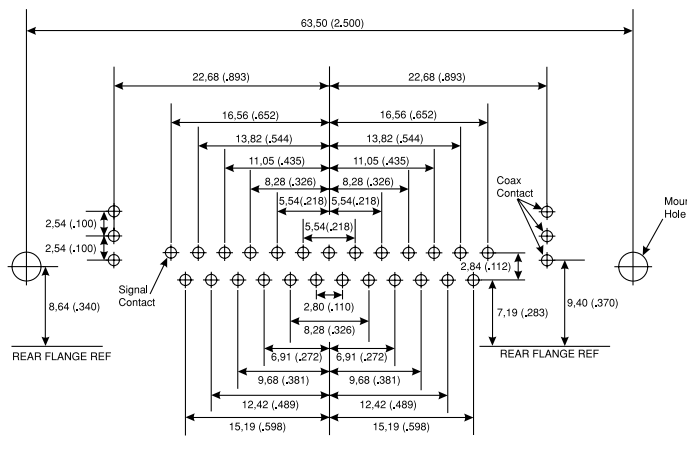 63,50 (2.500)
22,68 (.893) 22,68 (.893)
16,56 (.652) 16,56 (.652)
13,82 (.544) 13,82 (.544)
11,05 (.435) 11,05 (.435)
8,28 (.326) 8,28 (.326)
5,54(.218) 5,54(.218)
5,54(.218)
Coax
Contact
Moun
Hole
2,54 (.100)
2,54 (.100)
2,84 (.112)
Signal
Contact
8,64 (.340)
2,80 (.110)
7,19 (.283)
9,40 (.370)
8,28 (.326)
REAR FLANGE REF REAR FLANGE REF
6,91 (.272) 6,91 (.272)
9,68 (.381) 9,68 (.381)
12,42 (.489) 12,42 (.489)
15,19 (.598) 15,19 (.598)